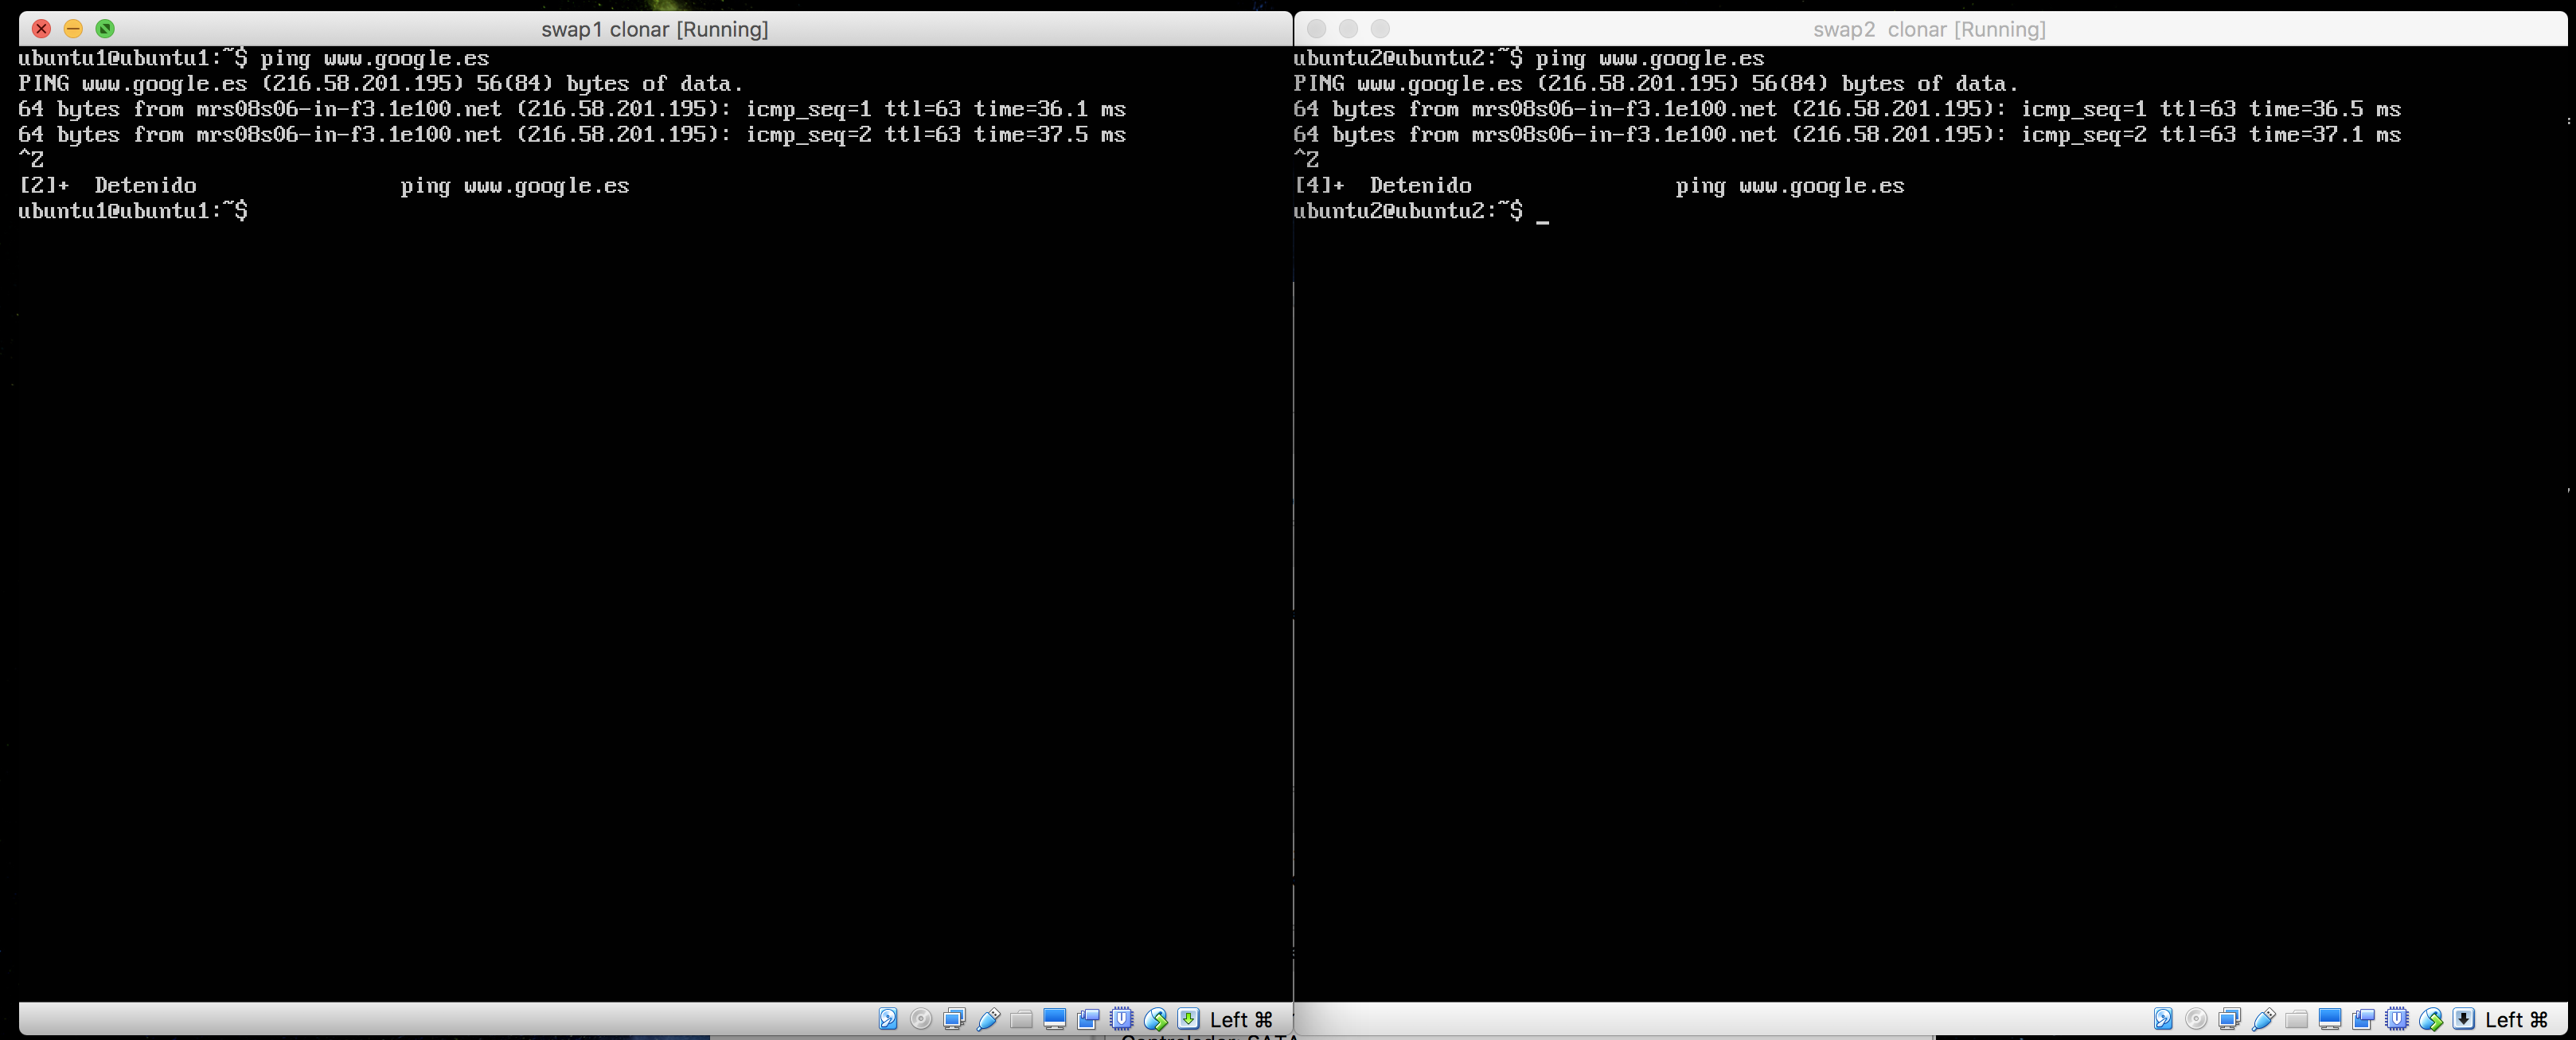 swap1 clonar [Running]
ubuntu1@ubuntu1:~$ ping www.google.es
PING www.google.es (216.58.201.195) 56(84) bytes of data.
64 bytes from mrs08s06-in-f3.1e100.net (216.58.201.195): icmp_seq=1 ttl=63 time=36.1 ms
64 bytes from mrs08s06-in-f3.1e100.net (216.58.201.195): icmp_seq=2 ttl=63 time=37.5 ms
^Z
[2]+  Detenido                ping www.google.es
ubuntu1@ubuntu1:~$
Left ⌘
swap2  clonar [Running]
ubuntu2@ubuntu2:~$ ping www.google.es
PING www.google.es (216.58.201.195) 56(84) bytes of data.
64 bytes from mrs08s06-in-f3.1e100.net (216.58.201.195): icmp_seq=1 ttl=63 time=36.5 ms
64 bytes from mrs08s06-in-f3.1e100.net (216.58.201.195): icmp_seq=2 ttl=63 time=37.1 ms
^Z
[4]+  Detenido                ping www.google.es
ubuntu2@ubuntu2:~$ _
Left ⌘